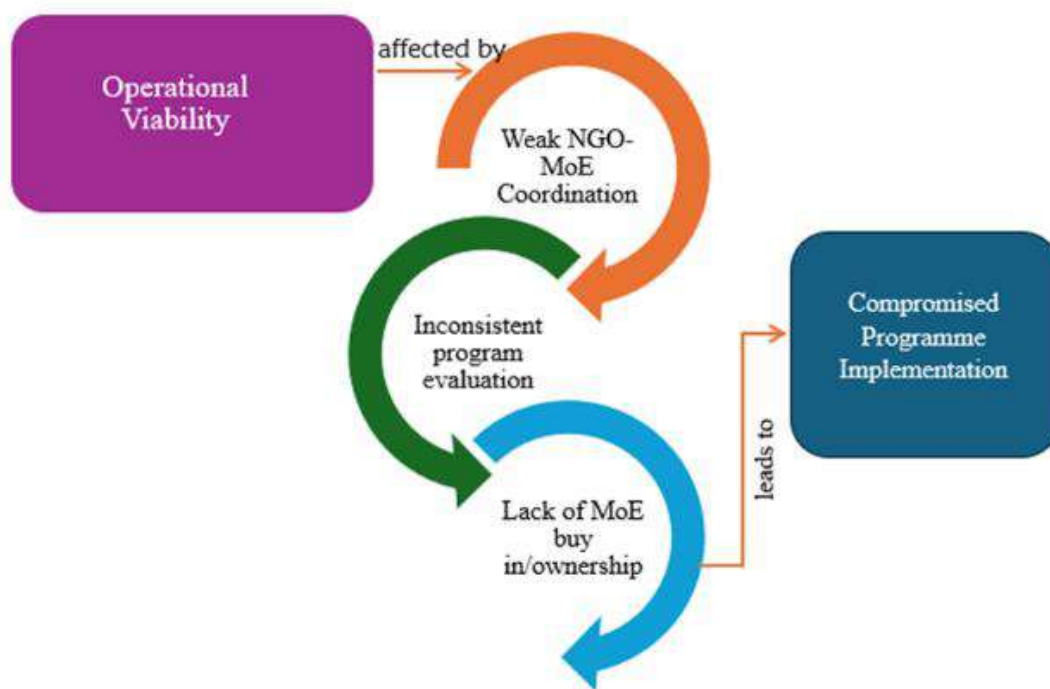 Operational
Viability
affected by
Weak NGO-
MoE
Coordination
Inconsistent
program
evaluation
Lack of MoE
buy
in/ownership
leads to
Compromised
Programme
Implementation